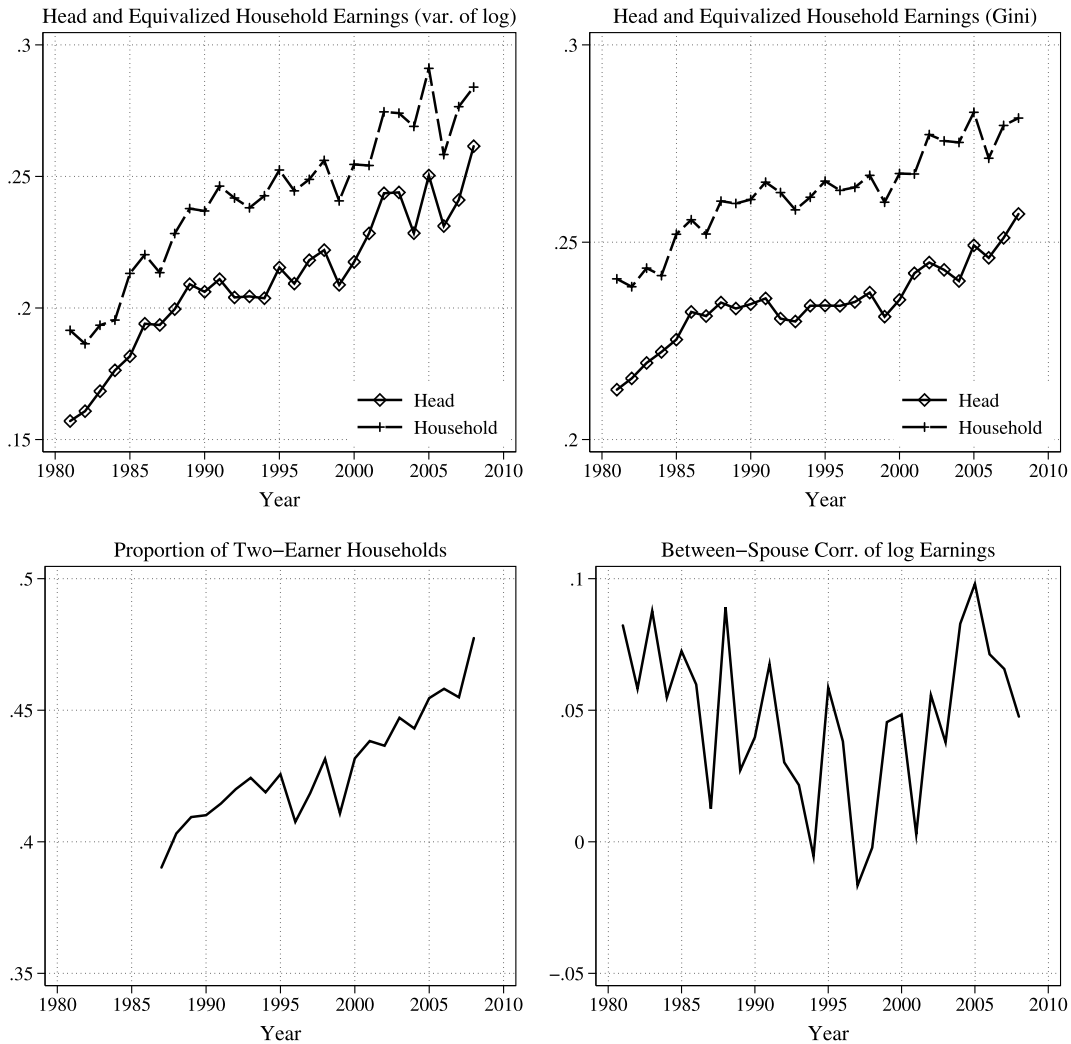 Head and Equivalized Household Earnings (var. of log)
.3
.25
.2
.15
Head
Household
1980 1985 1990 1995 2000 2005 2010
Year
Head and Equivalized Household Earnings (Gini)
.3
.25
.2
Head
Household
1980 1985 1990 1995 2000 2005 2010
Year
Proportion of Two−Earner Households
.5
.45
.4
.35
1980 1985 1990 1995 2000 2005 2010
Year
Between−Spouse Corr. of log Earnings
.1
.05
0
−.05
1980 1985 1990 1995 2000 2005 2010
Year